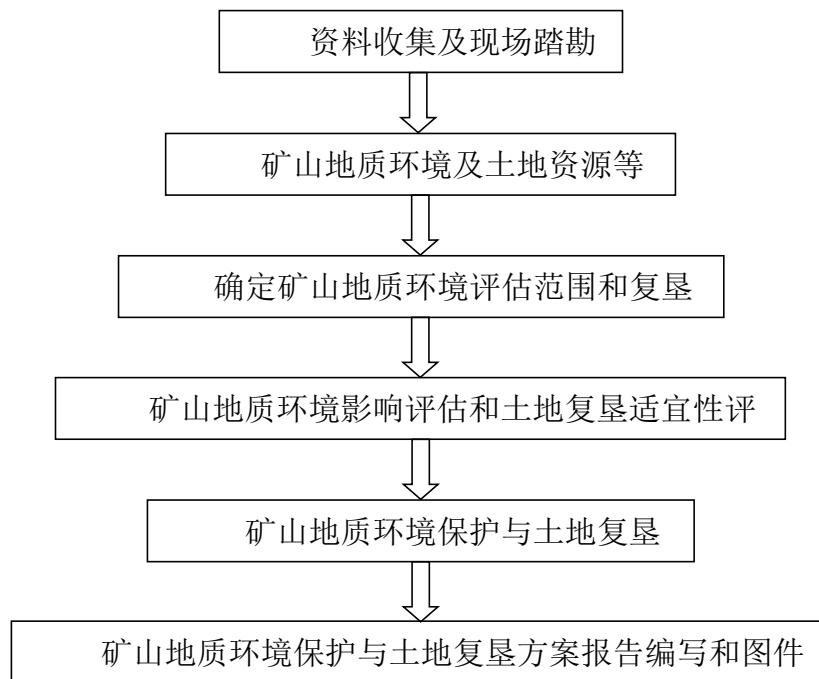 资料收集及现场踏勘
矿山地质环境及土地资源等
确定矿山地质环境评估范围和复垦
矿山地质环境影响评估和土地复垦适宜性评
矿山地质环境保护与土地复垦
矿山地质环境保护与土地复垦方案报告编写和图件